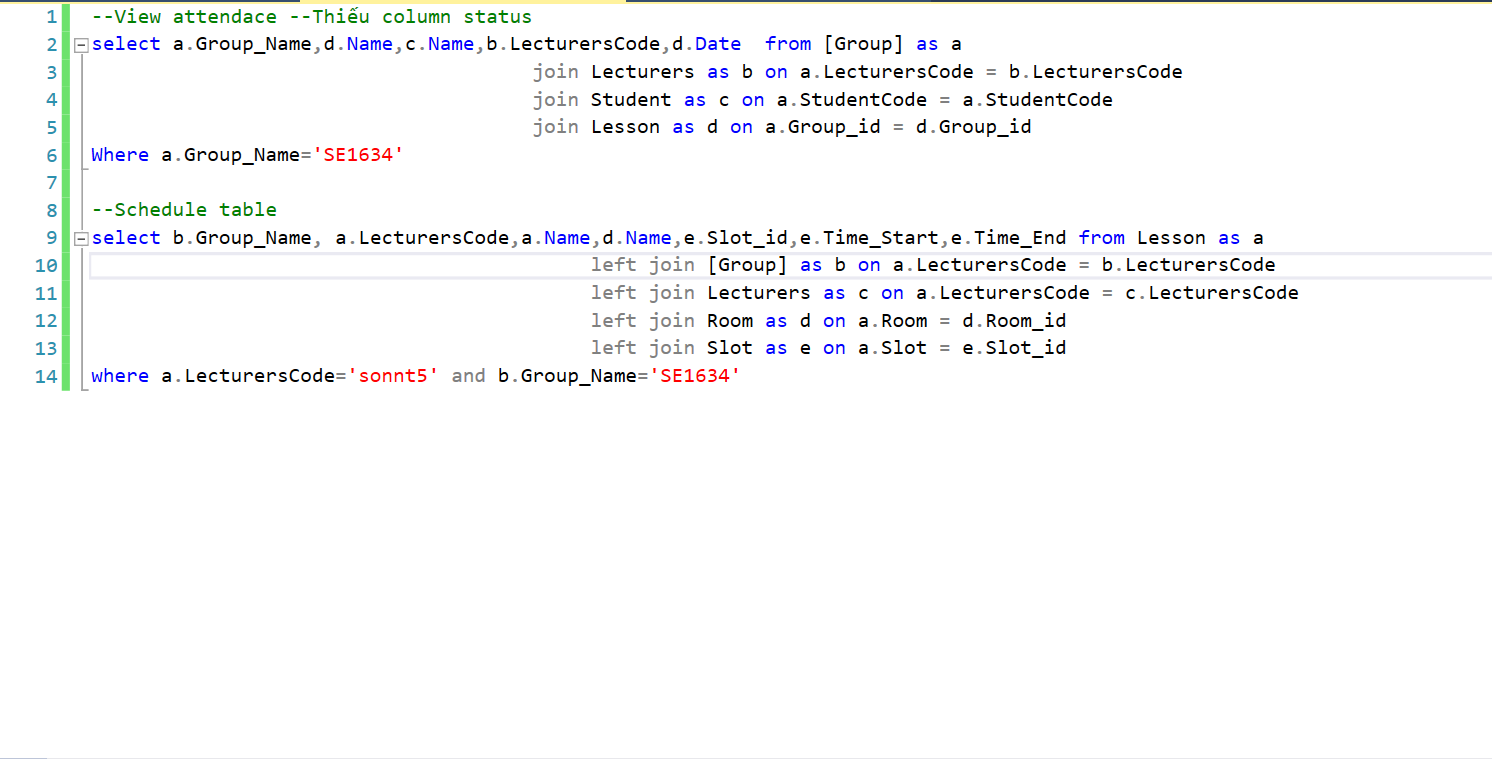 1 --View attendace --Thiếu column status
2 select a.Group_Name,d.Name,c.Name,b.LecturersCode,d.Date  from [Group] as a
3 join Lecturers as b on a.LecturersCode = b.LecturersCode
4 join Student as c on a.StudentCode = a.StudentCode
5 join Lesson as d on a.Group_id = d.Group_id
6 Where a.Group_Name='SE1634'
7
8 --Schedule table
9 select b.Group_Name, a.LecturersCode,a.Name,d.Name,e.Slot_id,e.Time_Start,e.Time_End from Lesson as a
10 left join [Group] as b on a.LecturersCode = b.LecturersCode
11 left join Lecturers as c on a.LecturersCode = c.LecturersCode
12 left join Room as d on a.Room = d.Room_id
13 left join Slot as e on a.Slot = e.Slot_id
14 where a.LecturersCode='sonnt5' and b.Group_Name='SE1634'